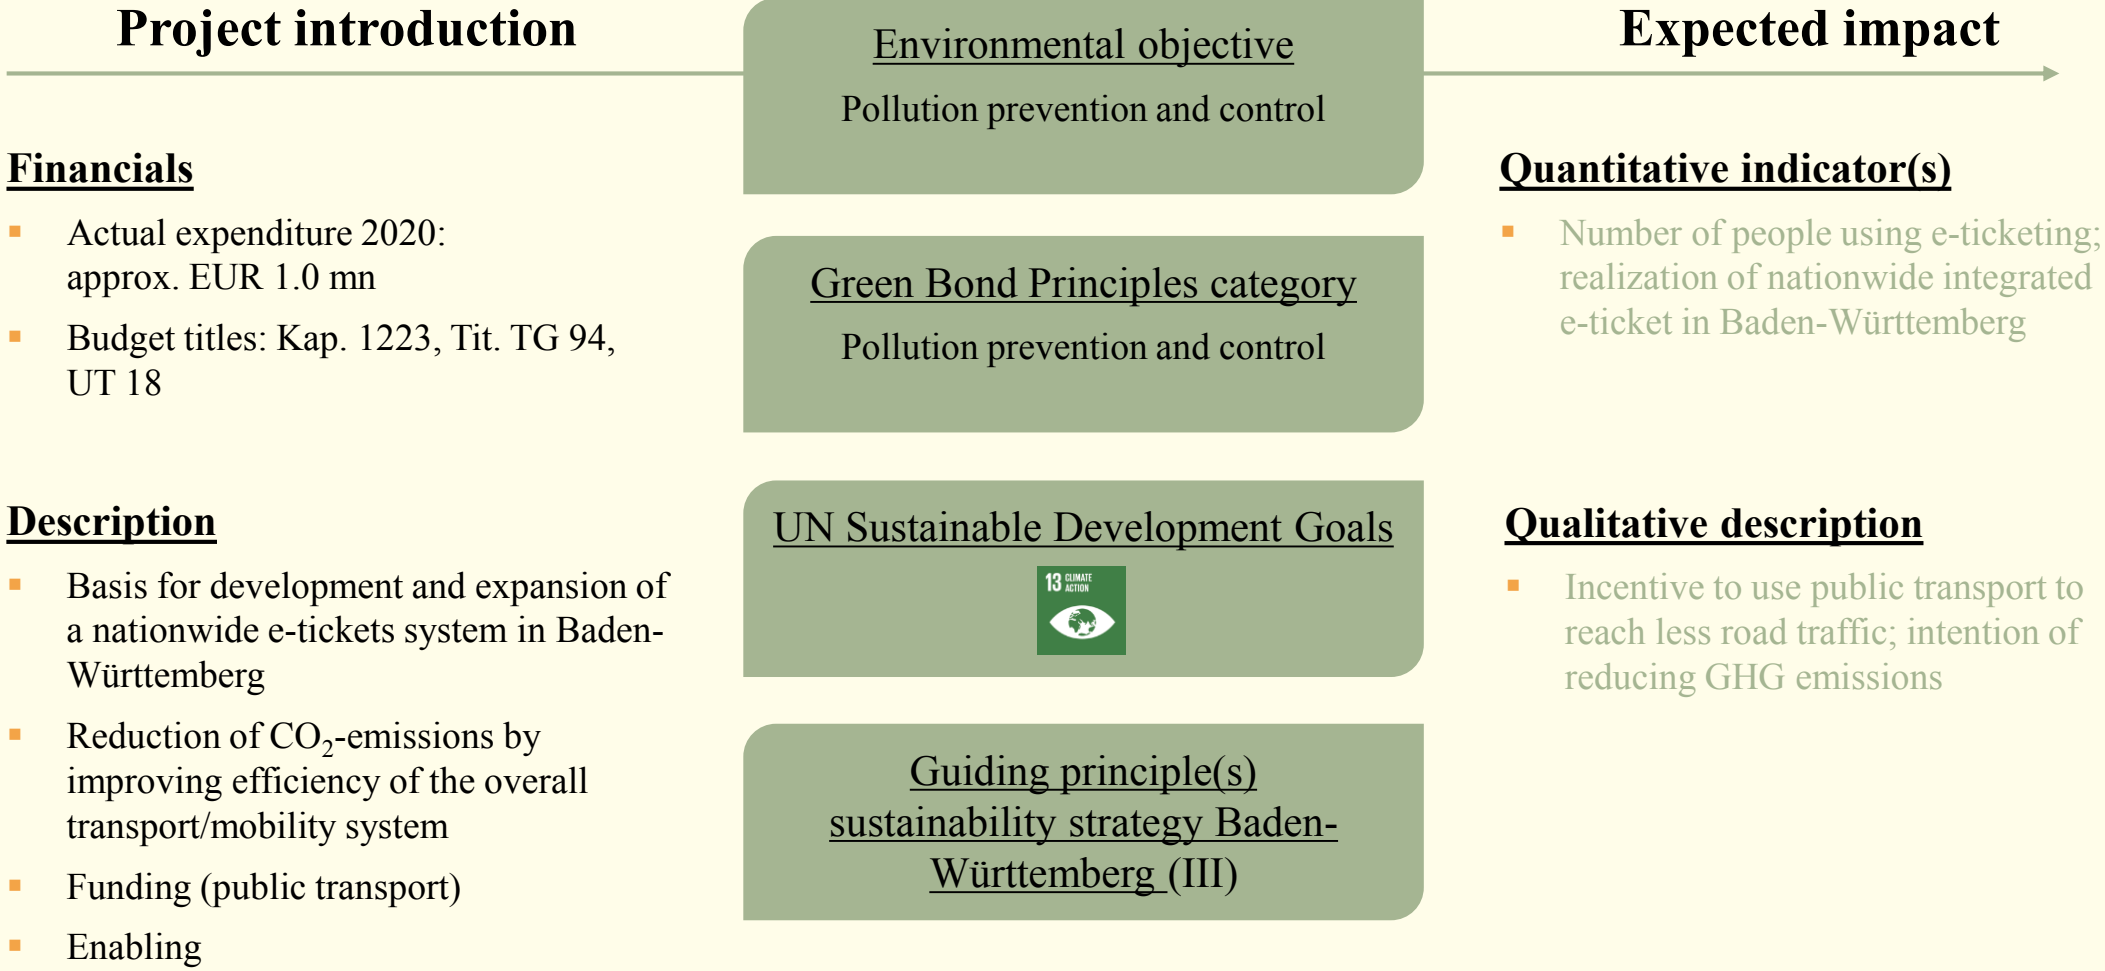 Project introduction
Financials
Actual expenditure 2020:
approx. EUR 1.0 mn
Budget titles: Kap. 1223, Tit. TG 94,
UT 18
Description
Basis for development and expansion of
a nationwide e-tickets system in Baden-
Württemberg
Reduction of CO₂-emissions by
improving efficiency of the overall
transport/mobility system
Funding (public transport)
Enabling
Environmental objective
Pollution prevention and control
Green Bond Principles category
Pollution prevention and control
UN Sustainable Development Goals
13 CLIMATE
ACTION
Guiding principle(s)
sustainability strategy Baden-
Württemberg (III)
Expected impact
Quantitative indicator(s)
Number of people using e-ticketing;
realization of nationwide integrated
e-ticket in Baden-Württemberg
Qualitative description
Incentive to use public transport to
reach less road traffic; intention of
reducing GHG emissions